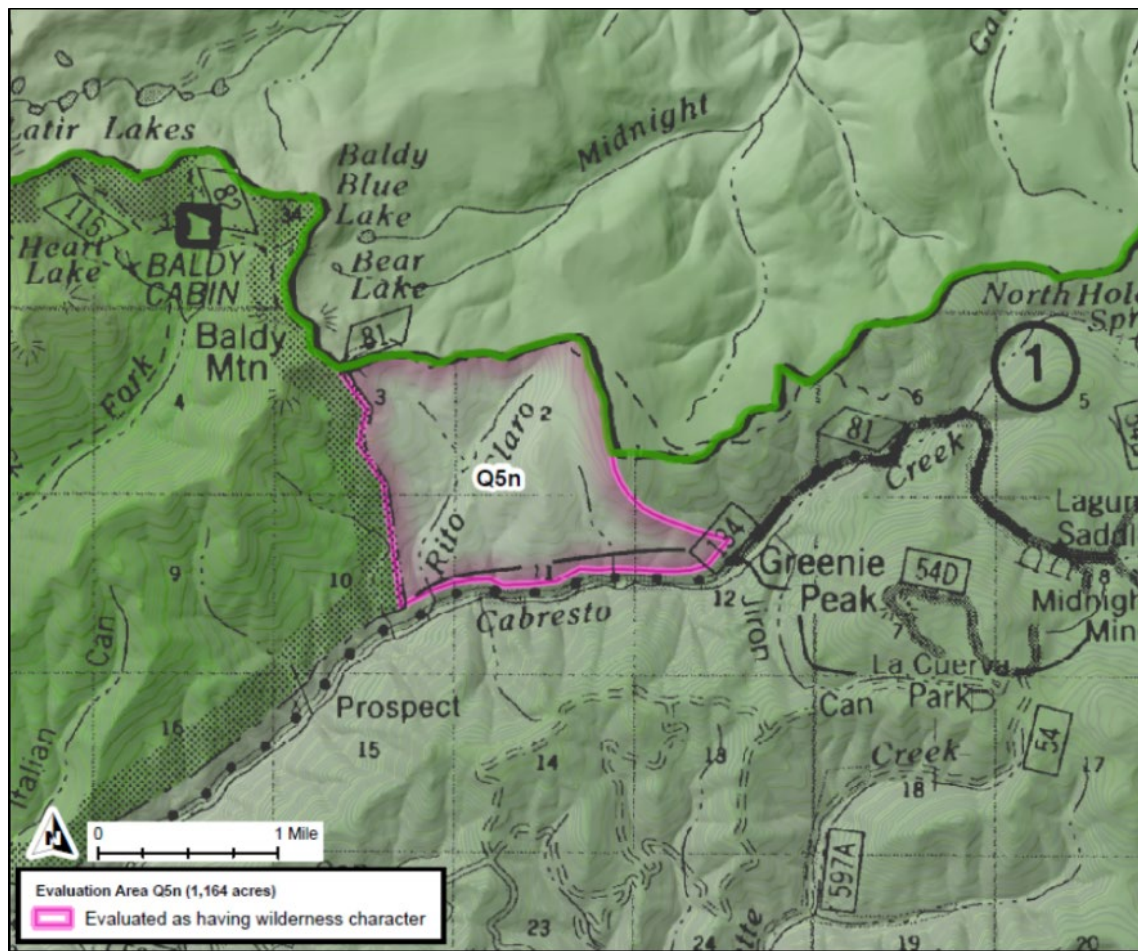 Latir Lakes
Midnight
Baldy
Blue
Lake
82
34
115
Heart
Lake
BALDY
CABIN
Bear
Lake
North Hole
Spr
81
Baldy
Mtn
1
Fork
4
3
2
6
5
81
Creek
Q5n
Rito
Claro
Lagun
Saddl
134
9
10
11
12
Greenie
Peak
54D
8
7
Midnigh
Min
Can
Cabresto
Jiron
La Cueva
Park
Prospect
Can
16
15
14
13
Creek
54
17
18
Italian
N
0
1 Mile
597A
Evaluation Area Q5n (1,164 acres)
Evaluated as having wilderness character
23
24
19
20